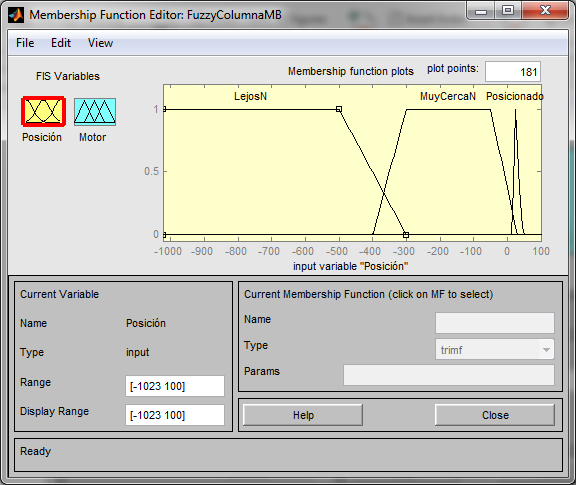 Membership Function Editor: FuzzyColumnaMB
File Edit View
FIS Variables
Membership function plots plot points: 181
LejosN MuyCercaN Posicionado
Posición Motor
1
0.5
0
-1000 -900 -800 -700 -600 -500 -400 -300 -200 -100 0 100
input variable "Posición"
Current Variable
Name Posición
Type input
Range [-1023 100]
Display Range [-1023 100]
Current Membership Function (click on MF to select)
Name
Type trimf
Params
Help Close
Ready